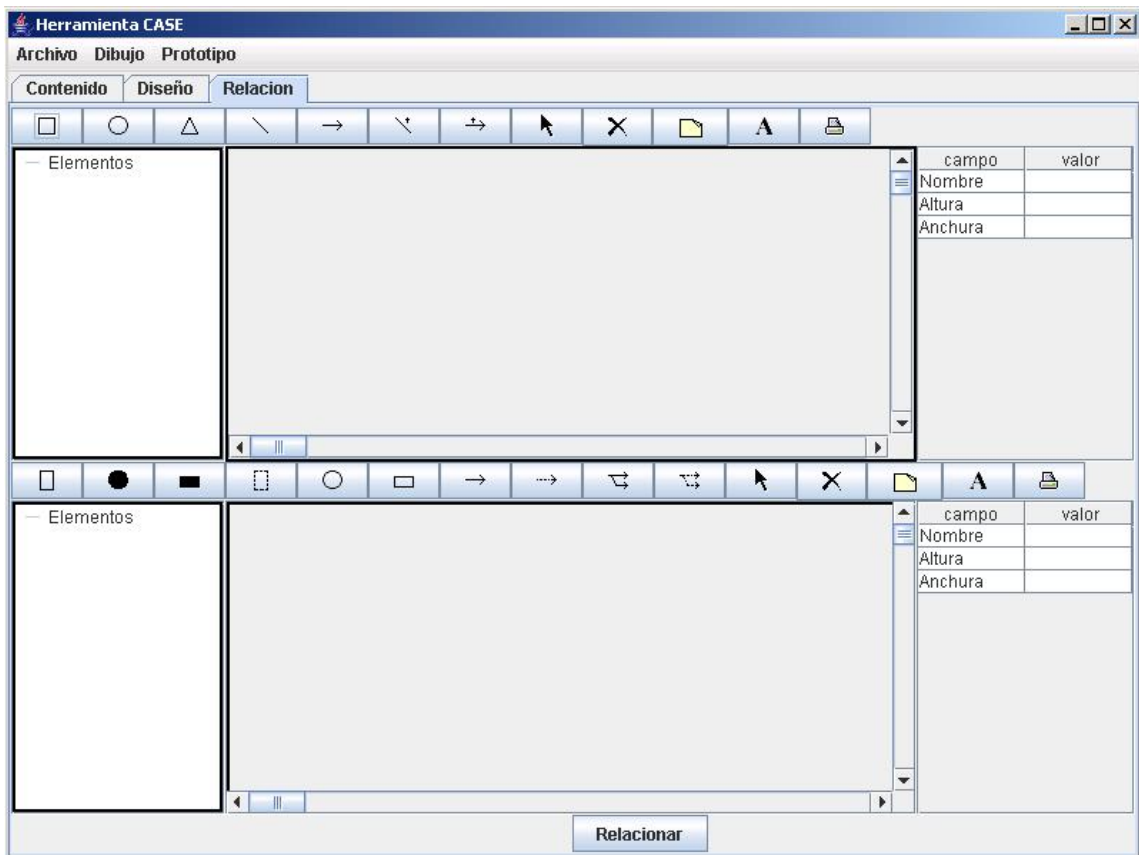 Herramienta CASE
Archivo Dibujo Prototipo
Contenido Diseño Relacion
A
Elementos
campo valor
Nombre
Altura
Anchura
A
Elementos
campo valor
Nombre
Altura
Anchura
Relacionar